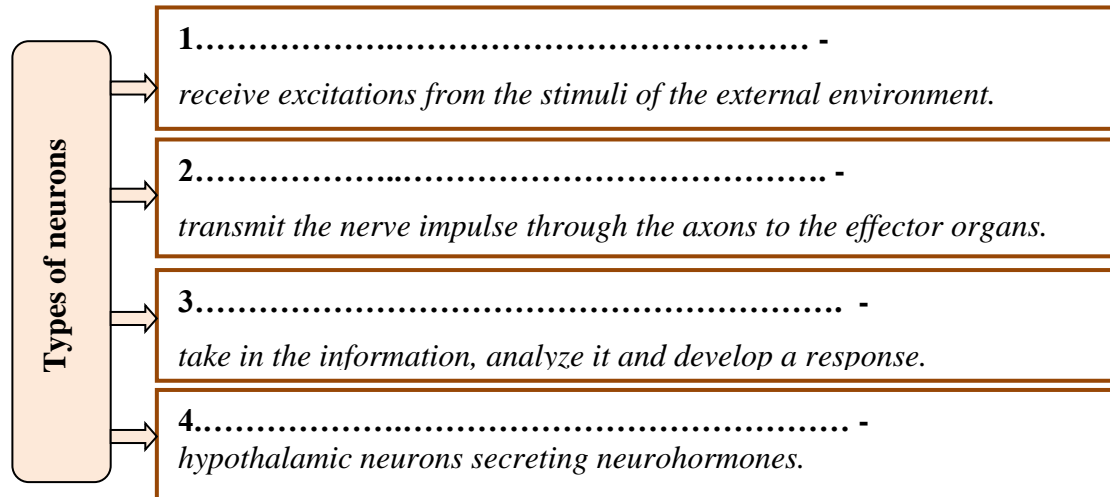 Types of neurons
1………………..…………………………………… -
receive excitations from the stimuli of the external environment.
2………………...……………………………………. -
transmit the nerve impulse through the axons to the effector organs.
3…………………………………………………………. -
take in the information, analyze it and develop a response.
4.………………..……………………………………… -
hypothalamic neurons secreting neurohormones.